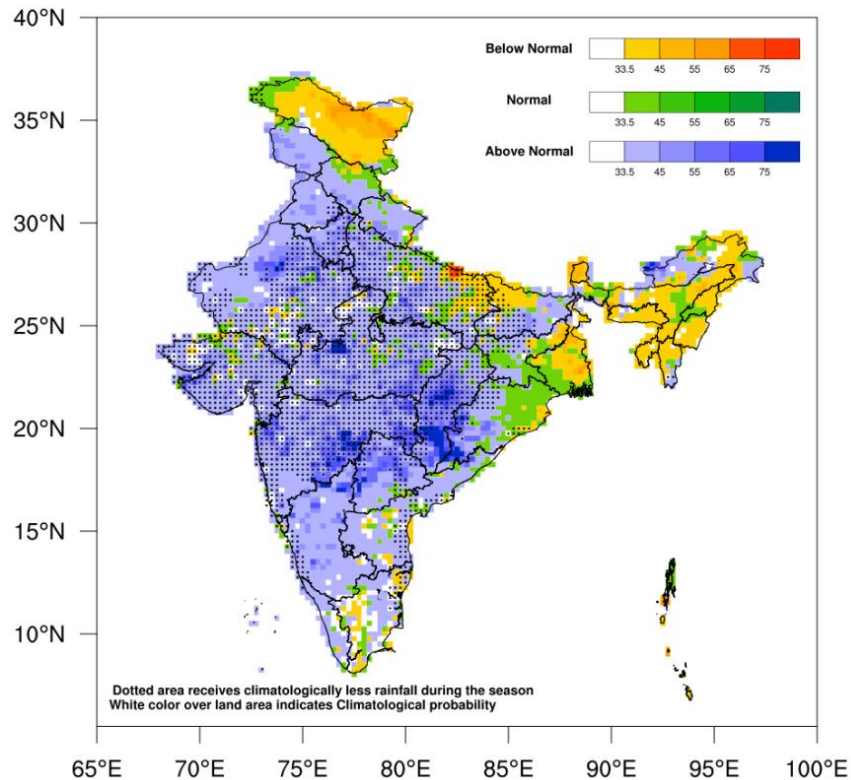 40°N
Below Normal
33.5 45 55 65 75
Normal
33.5 45 55 65 75
35°N
Above Normal
33.5 45 55 65 75
30°N
25°N
20°N
15°N
10°N
Dotted area receives climatologically less rainfall during the season
White color over land area indicates Climatological probability
65°E 70°E 75°E 80°E 85°E 90°E 95°E 100°E